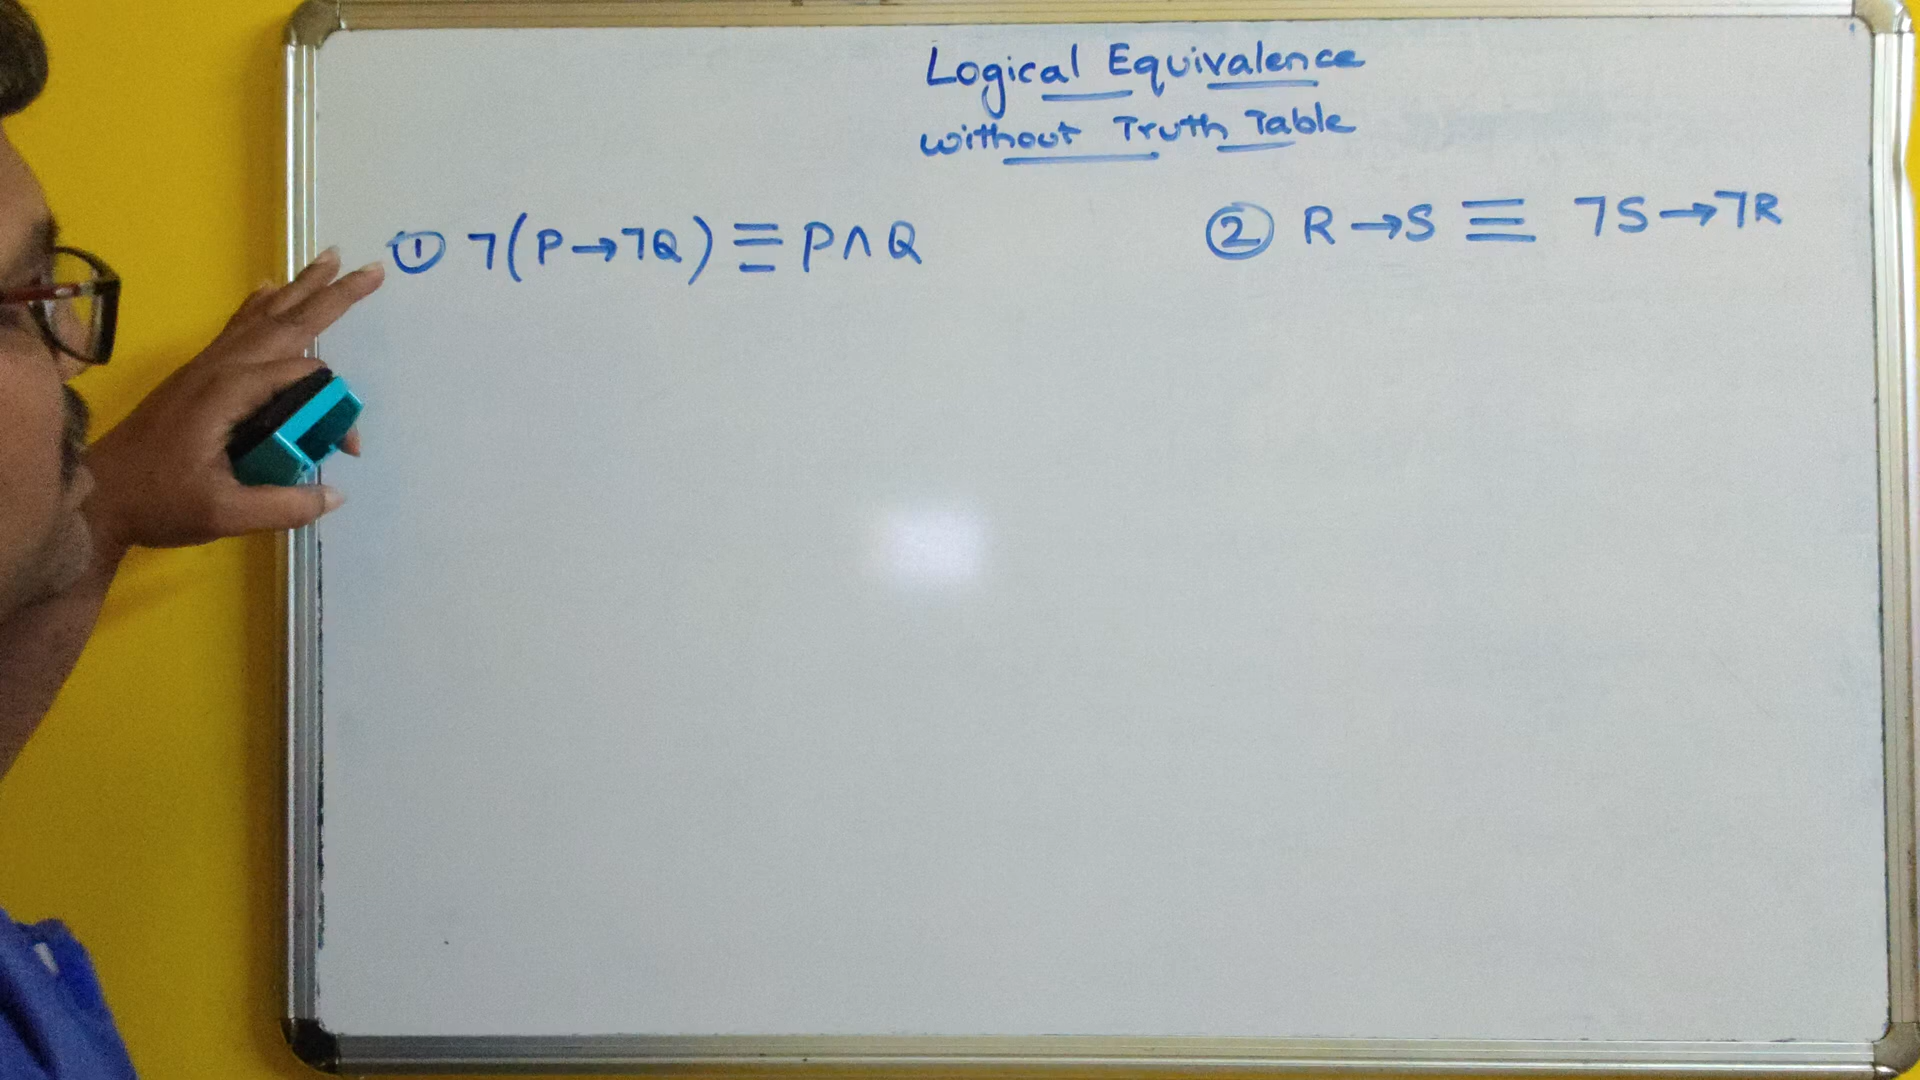 Logical Equivalence
without Truth Table
① ¬(P→¬Q) ≡ P∧Q
② R→S ≡ ¬S→¬R